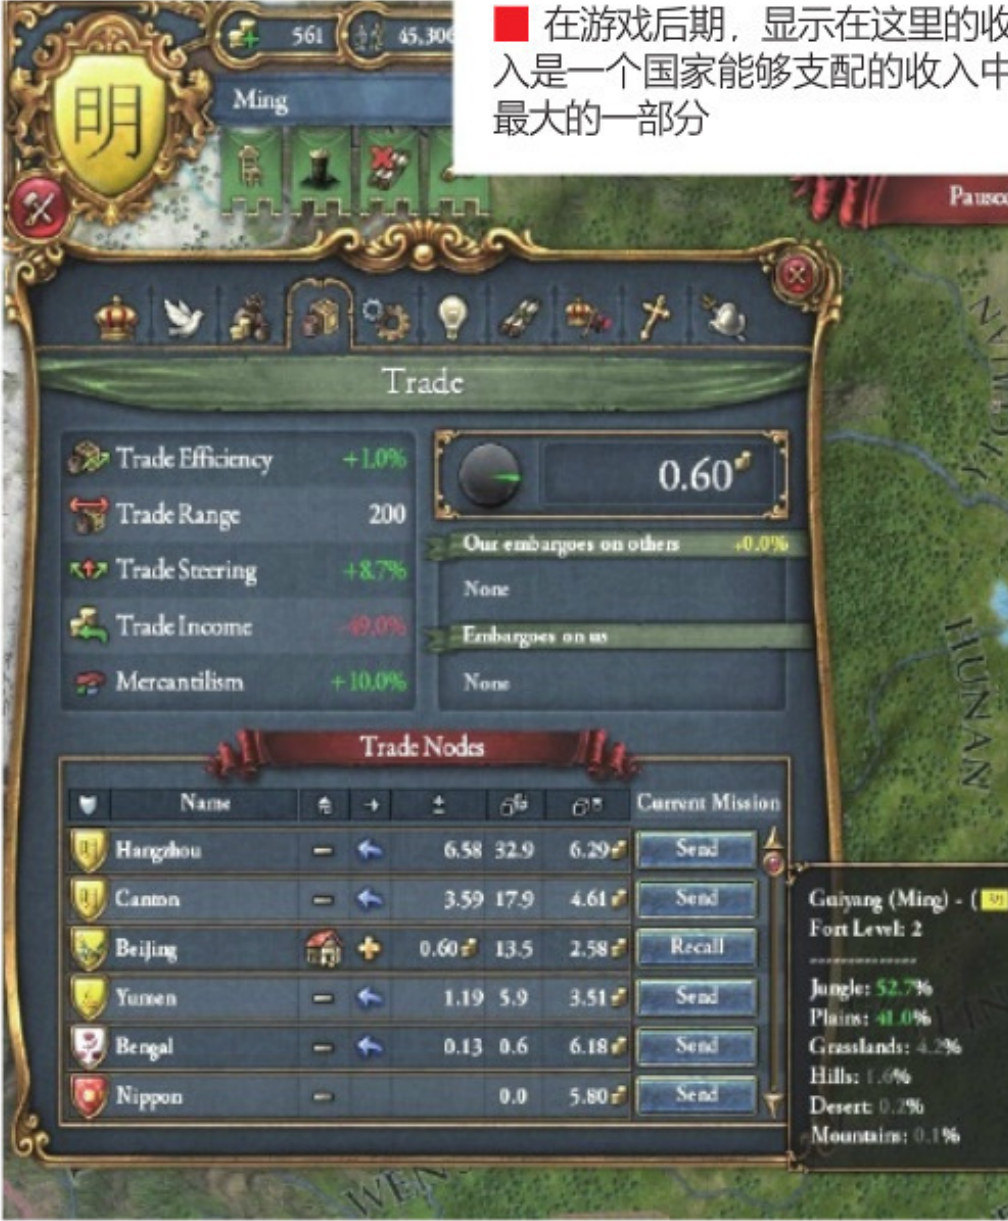 561
45,306
■ 在游戏后期，显示在这里的收
入是一个国家能够支配的收入中
最大的一部分
明
Ming
Trade
Trade Efficiency +1.0%
Trade Range 200
Trade Steering +8.7%
Trade Income -49.0%
Mercantilism +10.0%
0.60
Our embargoes on others +0.0%
None
Embargoes on us
None
Trade Nodes
Name Current Mission
明 Hangzhou 6.58 32.9 6.29 Send
明 Canton 3.59 17.9 4.61 Send
Beijing 0.60 13.5 2.58 Recall
Yumen 1.19 5.9 3.51 Send
Bengal 0.13 0.6 6.18 Send
Nippon 0.0 5.80 Send
HUNAN
Guiyang (Ming) - (明
Fort Level: 2
--------------
Jungle: 52.7%
Plains: 41.0%
Grasslands: 4.2%
Hills: 1.6%
Desert: 0.2%
Mountains: 0.1%